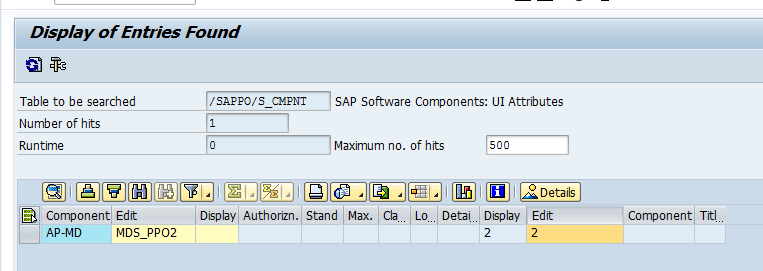 Display of Entries Found
Table to be searched /SAPPO/S_CMPNT SAP Software Components: UI Attributes
Number of hits 1
Runtime 0 Maximum no. of hits 500
Details
Component Edit Display Authorizn. Stand Max. Cla... Lo... Detai... Display Edit Component Titl...
AP-MD MDS_PPO2 2 2